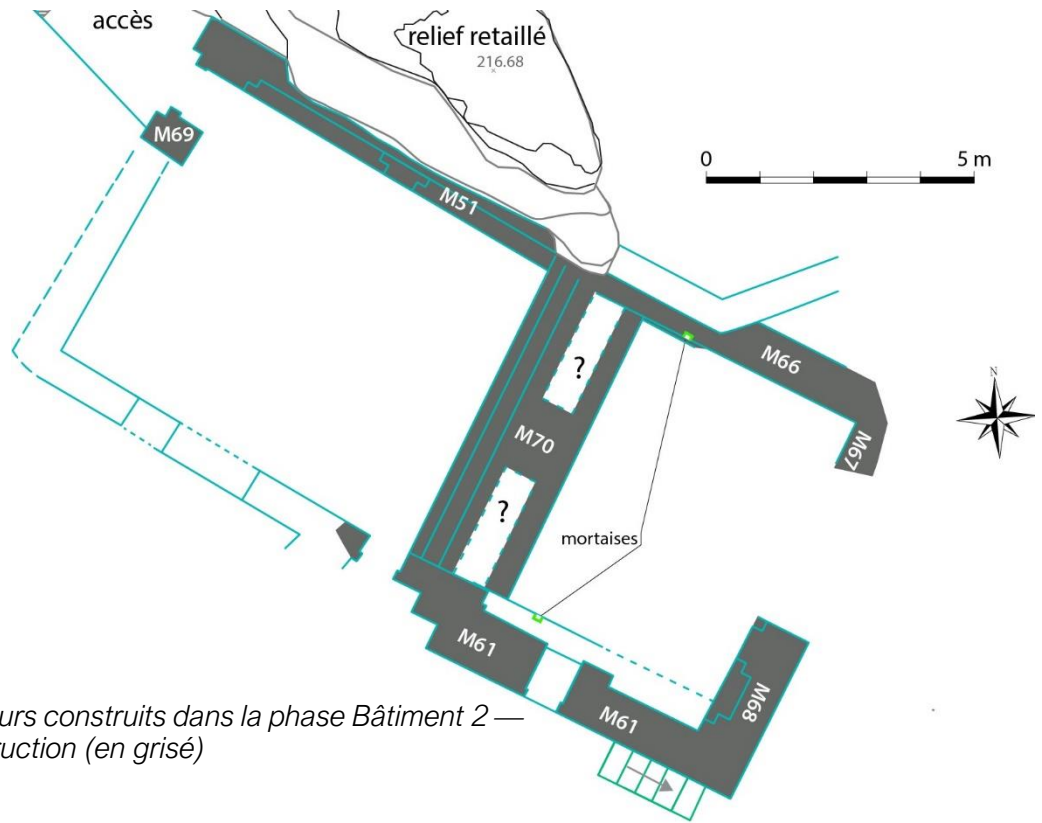 accès
relief retaillé
216.68
M69
0
5 m
M51
M66
?
N
M67
M70
?
mortaises
M61
M61
M68
urs construits dans la phase Bâtiment 2 —
ruction (en grisé)